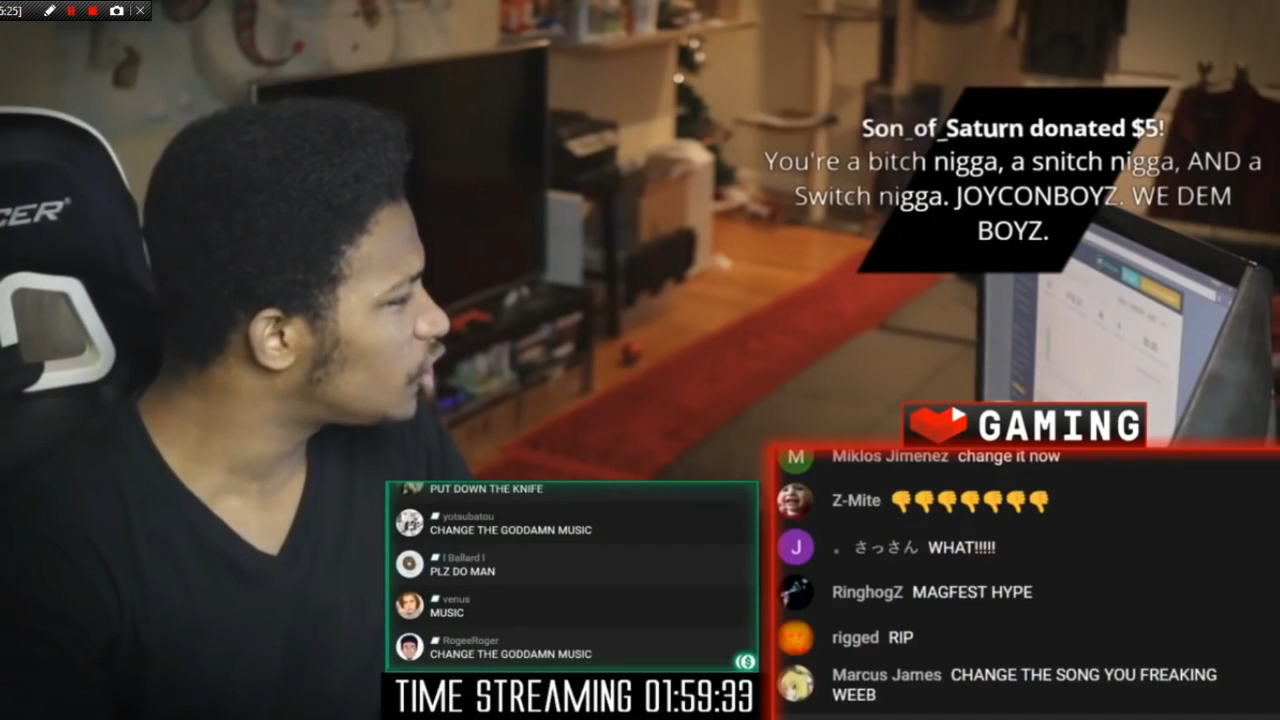 5:25]
CER
Son_of_Saturn donated $5!
You're a bitch nigga, a snitch nigga, AND a
Switch nigga. JOYCONBOYZ. WE DEM
BOYZ.
GAMING
PUT DOWN THE KNIFE
yotsubatou
CHANGE THE GODDAMN MUSIC
l Ballard l
PLZ DO MAN
venus
MUSIC
RogeeRoger
CHANGE THE GODDAMN MUSIC
TIME STREAMING 01:59:33
M Miklos Jimenez change it now
Z-Mite 👎👎👎👎👎👎👎
J 。さっさん WHAT!!!!!
RinghogZ MAGFEST HYPE
rigged RIP
Marcus James CHANGE THE SONG YOU FREAKING
WEEB